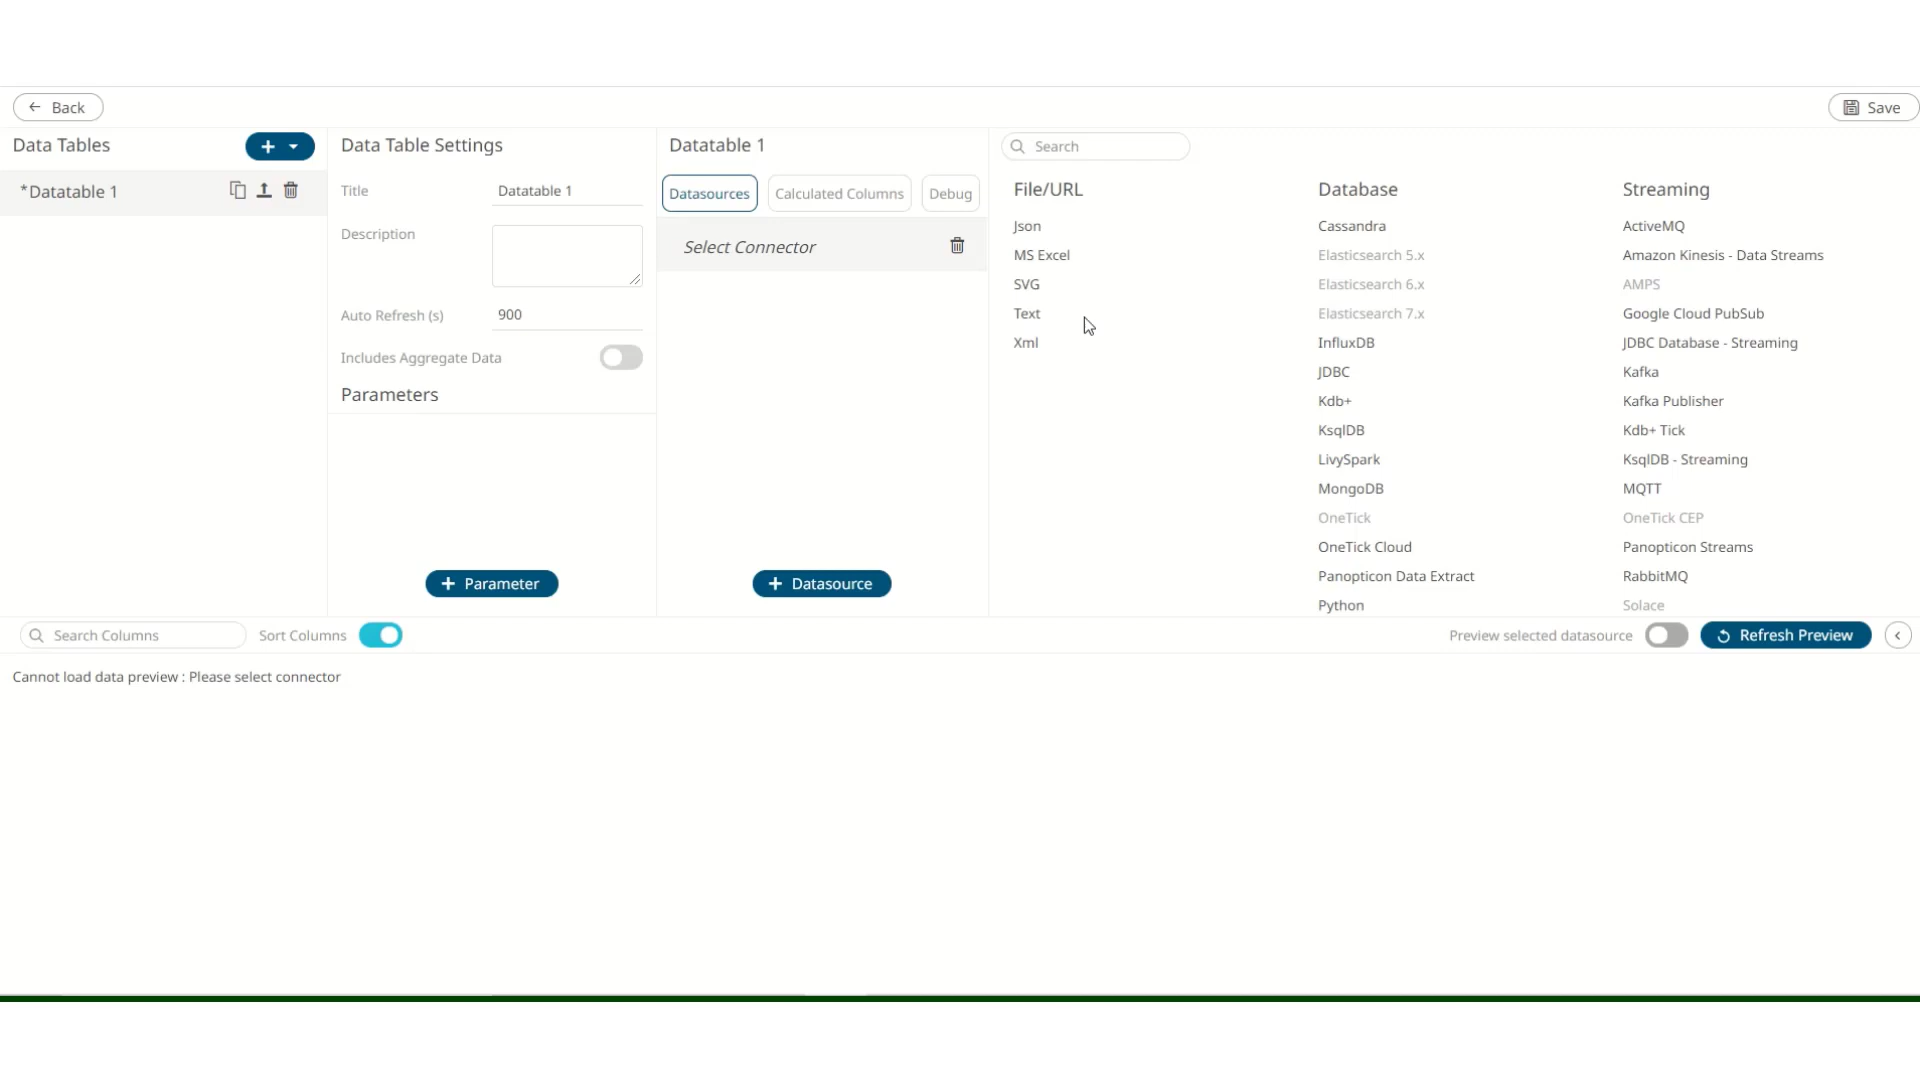 Back
Save
Data Tables
*Datatable 1
Data Table Settings
Title
Datatable 1
Description
Auto Refresh (s)
900
Includes Aggregate Data
Parameters
Parameter
Datatable 1
Datasources
Calculated Columns
Debug
Select Connector
Datasource
Search
File/URL
Json
MS Excel
SVG
Text
Xml
Database
Cassandra
Elasticsearch 5.x
Elasticsearch 6.x
Elasticsearch 7.x
InfluxDB
JDBC
Kdb+
KsqlDB
LivySpark
MongoDB
OneTick
OneTick Cloud
Panopticon Data Extract
Python
Streaming
ActiveMQ
Amazon Kinesis - Data Streams
AMPS
Google Cloud PubSub
JDBC Database - Streaming
Kafka
Kafka Publisher
Kdb+ Tick
KsqlDB - Streaming
MQTT
OneTick CEP
Panopticon Streams
RabbitMQ
Solace
Search Columns
Sort Columns
Preview selected datasource
Refresh Preview
Cannot load data preview : Please select connector